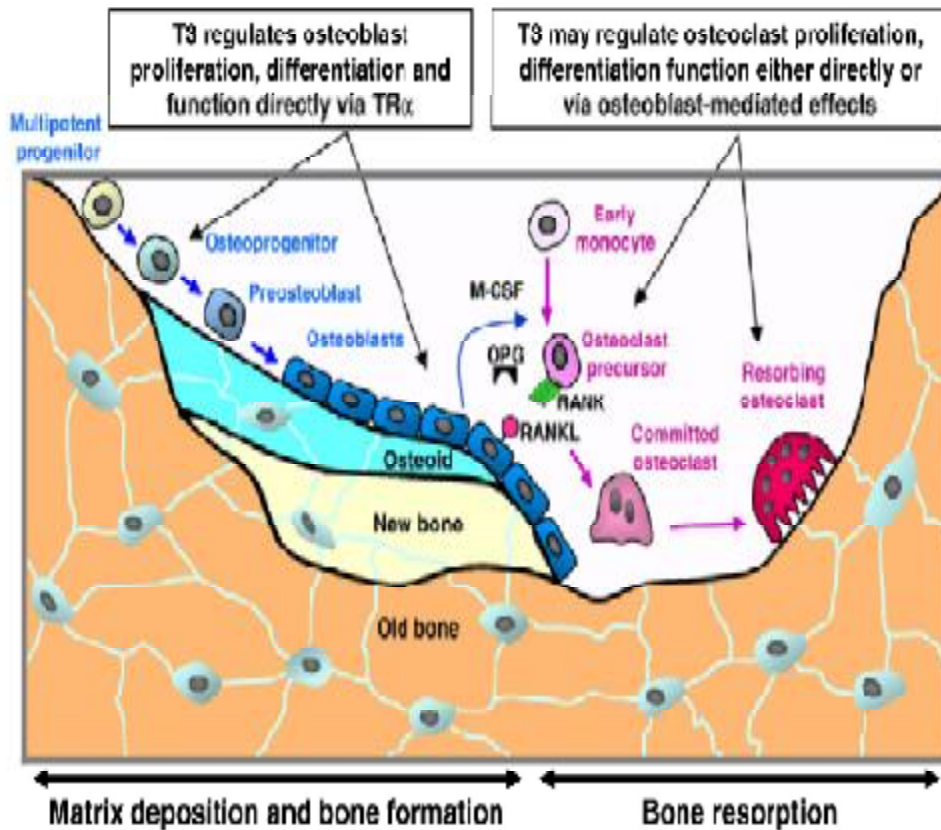 T3 regulates osteoblast
proliferation, differentiation and
function directly via TRα
T3 may regulate osteoclast proliferation,
differentiation function either directly or
via osteoblast-mediated effects
Multipotent
progenitor
Osteoprogenitor
Preosteoblast
Osteoblasts
Early
monocyte
M-CSF
OPG
Osteoclast
precursor
RANK
RANKL
Resorbing
osteoclast
Committed
osteoclast
Osteoid
New bone
Old bone
Matrix deposition and bone formation
Bone resorption